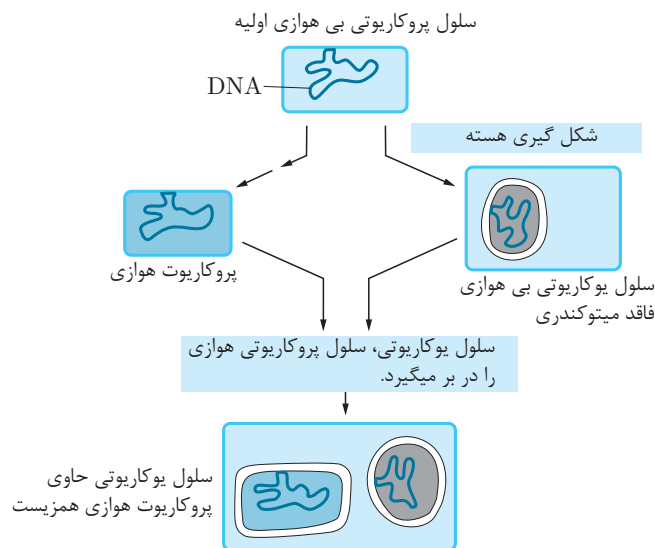 سلول پروکاریوتی بی هوازی اولیه
DNA
شکل گیری هسته
پروکاریوت هوازی
سلول یوکاریوتی بی هوازی
فاقد میتوکندری
سلول یوکاریوتی، سلول پروکاریوتی هوازی
را در بر میگیرد.
سلول یوکاریوتی حاوی
پروکاریوت هوازی همزیست